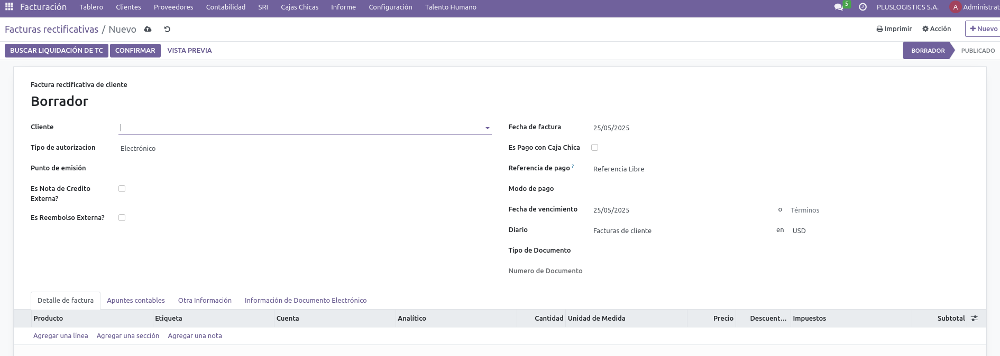 Facturación Tablero Clientes Proveedores Contabilidad SRI Cajas Chicas Informe Configuración Talento Humano 5 PLUSLOGISTICS S.A. A Administrat
Facturas rectificativas / Nuevo Imprimir Acción + Nuevo
BUSCAR LIQUIDACIÓN DE TC CONFIRMAR VISTA PREVIA BORRADOR PUBLICADO
Factura rectificativa de cliente
Borrador
Cliente
Tipo de autorizacion Electrónico
Punto de emisión
Es Nota de Credito
Externa?
Es Reembolso Externa?
Fecha de factura 25/05/2025
Es Pago con Caja Chica
Referencia de pago ? Referencia Libre
Modo de pago
Fecha de vencimiento 25/05/2025 o Términos
Diario Facturas de cliente en USD
Tipo de Documento
Numero de Documento
Detalle de factura Apuntes contables Otra Información Información de Documento Electrónico
Producto Etiqueta Cuenta Analítico Cantidad Unidad de Medida Precio Descuent... Impuestos Subtotal
Agregar una línea Agregar una sección Agregar una nota